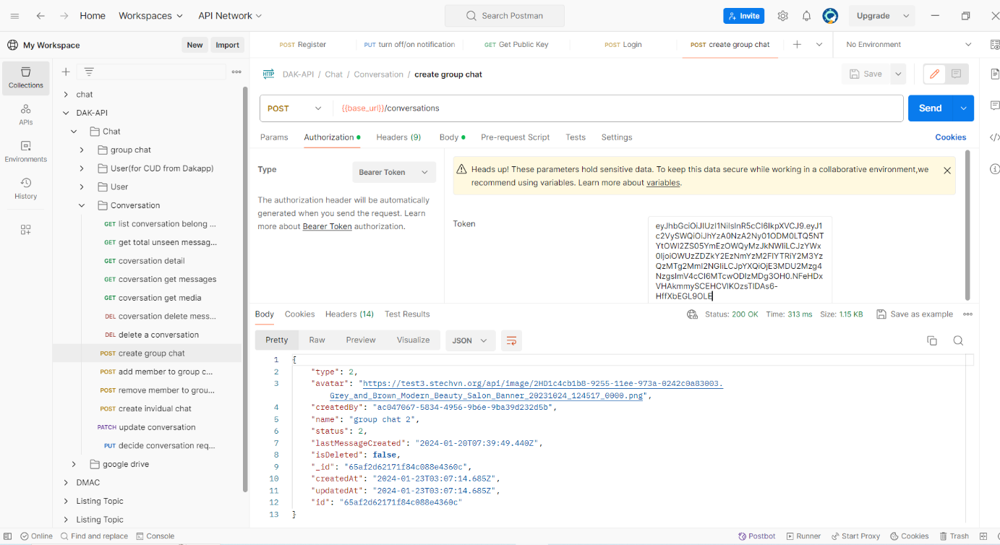 Home Workspaces API Network Search Postman Invite Upgrade
My Workspace New Import POST Register PUT turn off/on notification GET Get Public Key POST Login POST create group chat No Environment
Collections
APIs
Environments
History
chat
DAK-API
Chat
group chat
User(for CUD from Dakapp)
User
Conversation
GET list conversation belong ...
GET get total unseen messag...
GET coversation detail
GET coversation get messages
GET coversation get media
DEL coversation delete mess...
DEL delete a conversation
POST create group chat
POST add member to group c...
POST remove member to grou...
POST create invidual chat
PATCH update conversation
PUT decide conversation req...
google drive
DMAC
Listing Topic
Listing Topic
HTTP DAK-API / Chat / Conversation / create group chat Save
POST {{base_url}}/conversations Send
Params Authorization Headers (9) Body Pre-request Script Tests Settings Cookies
Type Bearer Token
The authorization header will be automatically
generated when you send the request. Learn
more about Bearer Token authorization.
Heads up! These parameters hold sensitive data. To keep this data secure while working in a collaborative environment,we
recommend using variables. Learn more about variables.
Token
Body Cookies Headers (14) Test Results Status: 200 OK Time: 313 ms Size: 1.15 KB Save as example
Pretty Raw Preview Visualize JSON
1 {
2 "type": 2,
3 "avatar": "https://test3.stechvn.org/api/image/2HD1c4cb1b8-9255-11ee-973a-0242c0a83003.
Grey_and_Brown_Modern_Beauty_Salon_Banner_20231024_124517_0000.png",
4 "createdBy": "ac047067-5834-4956-9b6e-9ba39d232d5b",
5 "name": "group chat 2",
6 "status": 2,
7 "lastMessageCreated": "2024-01-20T07:39:49.440Z",
8 "isDeleted": false,
9 "_id": "65af2d62171f84c088e4360c",
10 "createdAt": "2024-01-23T03:07:14.685Z",
11 "updatedAt": "2024-01-23T03:07:14.685Z",
12 "id": "65af2d62171f84c088e4360c"
13 }
Online Find and replace Console Postbot Runner Start Proxy Cookies Trash